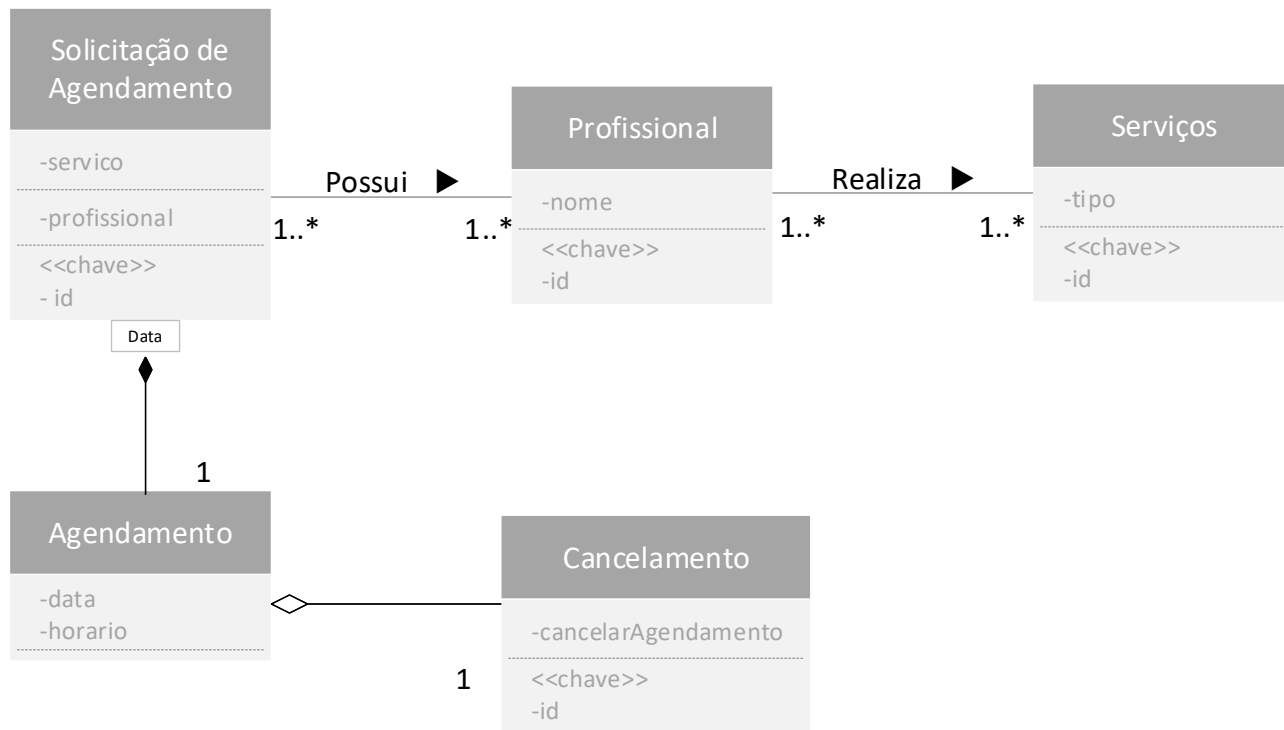 Solicitação de
Agendamento
-servico
-profissional
<<chave>>
- id
Data
Possui ▶
1..*
1..*
Profissional
-nome
<<chave>>
-id
Realiza ▶
1..*
1..*
Serviços
-tipo
<<chave>>
-id
1
Agendamento
-data
-horario
1
Cancelamento
-cancelarAgendamento
<<chave>>
-id